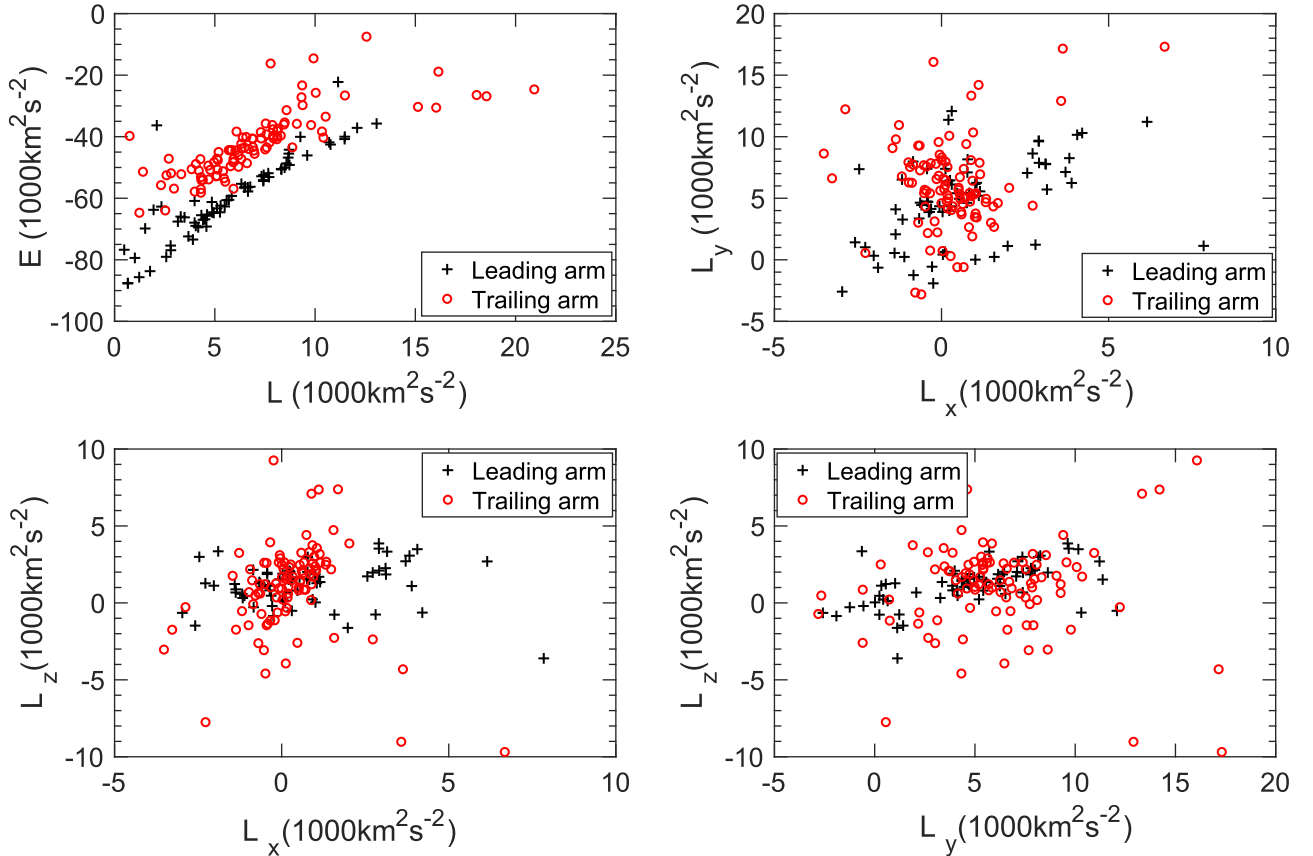 0
-20
-40
-60
-80
-100
E (1000km²s⁻²)
0 5 10 15 20 25
L (1000km²s⁻²)
Leading arm
Trailing arm
20
15
10
5
0
-5
L_y (1000km²s⁻²)
-5 0 5 10
L_x(1000km²s⁻²)
Leading arm
Trailing arm
10
5
0
-5
-10
L_z(1000km²s⁻²)
-5 0 5 10
L_x(1000km²s⁻²)
Leading arm
Trailing arm
10
5
0
-5
-10
L_z(1000km²s⁻²)
-5 0 5 10 15 20
L_y(1000km²s⁻²)
Leading arm
Trailing arm